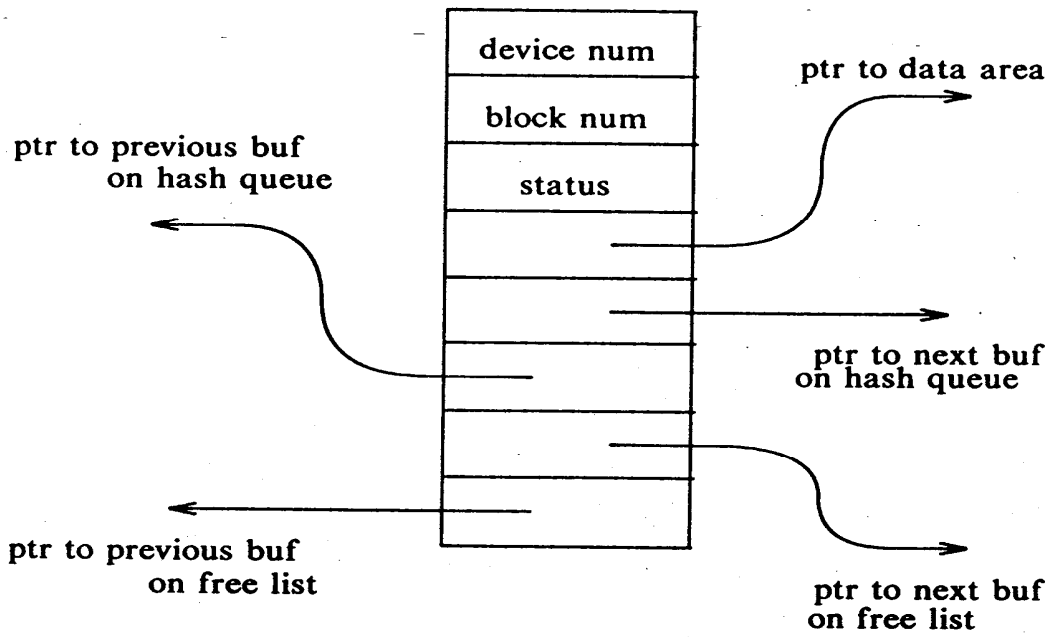 device num
block num
status
ptr to data area
ptr to previous buf
on hash queue
ptr to next buf
on hash queue
ptr to previous buf
on free list
ptr to next buf
on free list